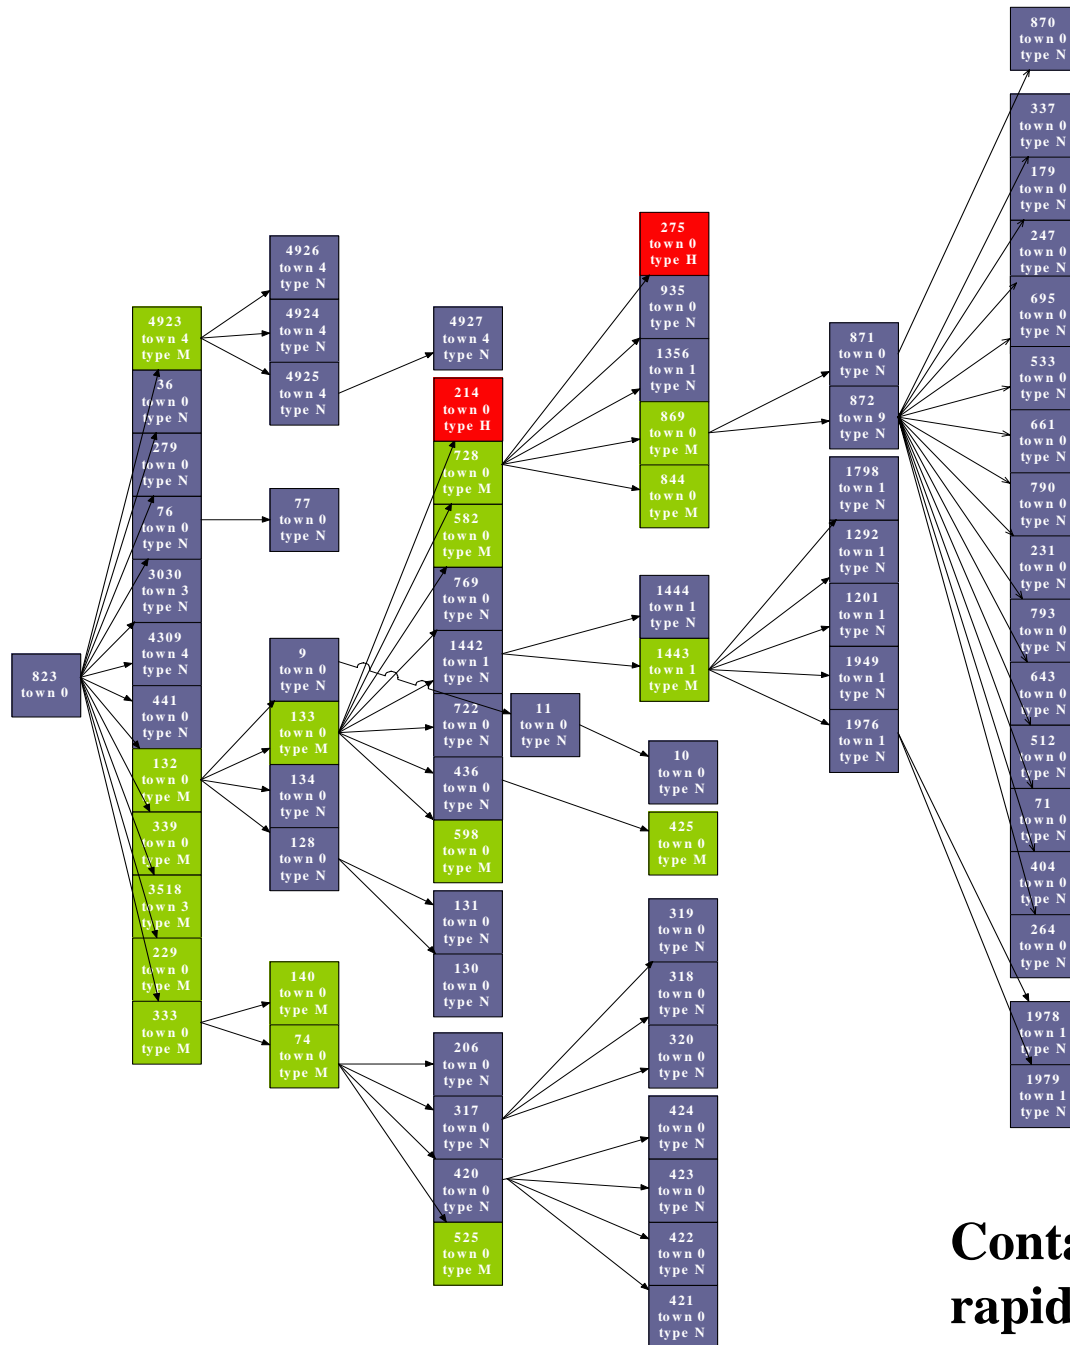 823
town 0
4923
town 4
type M
36
town 0
type N
279
town 0
type N
76
town 0
type N
3030
town 3
type N
4309
town 4
type N
441
town 0
type N
132
town 0
type M
339
town 0
type M
3518
town 3
type M
229
town 0
type M
333
town 0
type M
4926
town 4
type N
4924
town 4
type N
4925
town 4
type N
77
town 0
type N
9
town 0
type N
133
town 0
type M
134
town 0
type N
128
town 0
type N
140
town 0
type M
74
town 0
type M
4927
town 4
type N
214
town 0
type H
728
town 0
type M
582
town 0
type M
769
town 0
type N
1442
town 1
type N
722
town 0
type N
436
town 0
type N
598
town 0
type M
131
town 0
type N
130
town 0
type N
206
town 0
type N
317
town 0
type N
420
town 0
type N
525
town 0
type M
11
town 0
type N
275
town 0
type H
935
town 0
type N
1356
town 1
type N
869
town 0
type M
844
town 0
type M
1444
town 1
type N
1443
town 1
type M
10
town 0
type N
425
town 0
type M
319
town 0
type N
318
town 0
type N
320
town 0
type N
424
town 0
type N
423
town 0
type N
422
town 0
type N
421
town 0
type N
871
town 0
type N
872
town 9
type N
1798
town 1
type N
1292
town 1
type N
1201
town 1
type N
1949
town 1
type N
1976
town 1
type N
870
town 0
type N
337
town 0
type N
179
town 0
type N
247
town 0
type N
695
town 0
type N
533
town 0
type N
661
town 0
type N
790
town 0
type N
231
town 0
type N
793
town 0
type N
643
town 0
type N
512
town 0
type N
71
town 0
type N
404
town 0
type N
264
town 0
type N
1978
town 1
type N
1979
town 1
type N
Conta
rapid